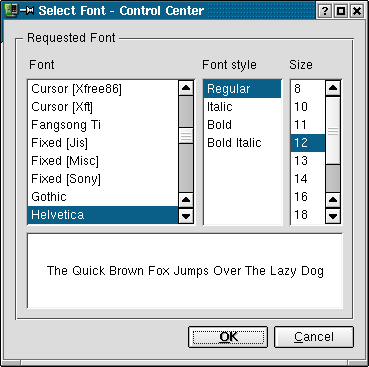 Select Font - Control Center
Requested Font
Font
Font style
Size
Cursor [Xfree86]
Cursor [Xft]
Fangsong Ti
Fixed [Jis]
Fixed [Misc]
Fixed [Sony]
Gothic
Helvetica
Regular
Italic
Bold
Bold Italic
8
10
11
12
13
14
16
18
The Quick Brown Fox Jumps Over The Lazy Dog
OK
Cancel